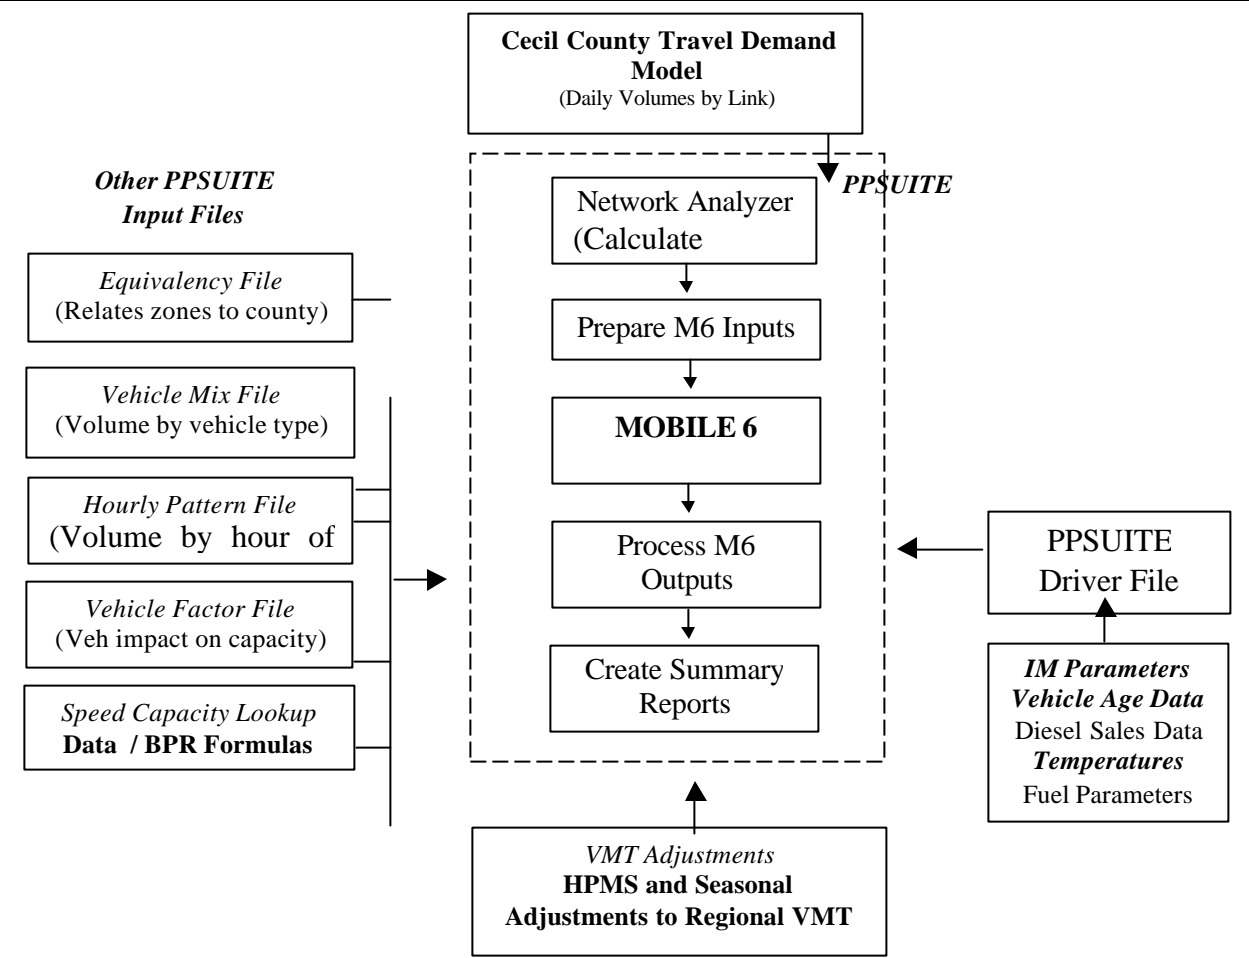 Cecil County Travel Demand
Model
(Daily Volumes by Link)
Other PPSUITE
Input Files
Equivalency File
(Relates zones to county)
Vehicle Mix File
(Volume by vehicle type)
Hourly Pattern File
(Volume by hour of
Vehicle Factor File
(Veh impact on capacity)
Speed Capacity Lookup
Data / BPR Formulas
PPSUITE
Network Analyzer
(Calculate
Prepare M6 Inputs
MOBILE 6
Process M6
Outputs
Create Summary
Reports
PPSUITE
Driver File
IM Parameters
Vehicle Age Data
Diesel Sales Data
Temperatures
Fuel Parameters
VMT Adjustments
HPMS and Seasonal
Adjustments to Regional VMT